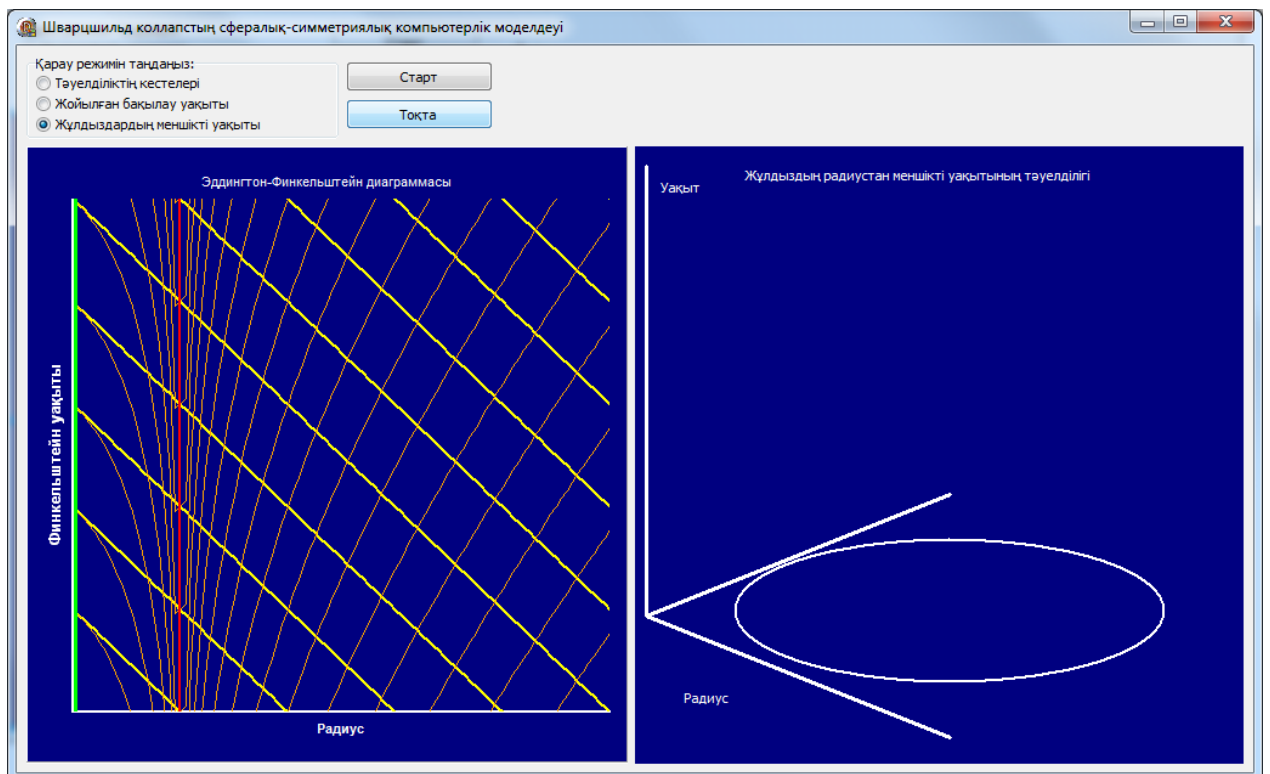 Шварцшильд коллапстың сфералық-симметриялық компьютерлік моделдеуі
Қарау режимін таңдаңыз:
Тәуелділіктің кестелері
Жойылған бақылау уақыты
Жұлдыздардың меншікті уақыты
Старт
Тоқта
Эддингтон-Финкельштейн диаграммасы
Финкельштейн уақыты
Радиус
Жұлдыздың радиустан меншікті уақытының тәуелділігі
Уақыт
Радиус